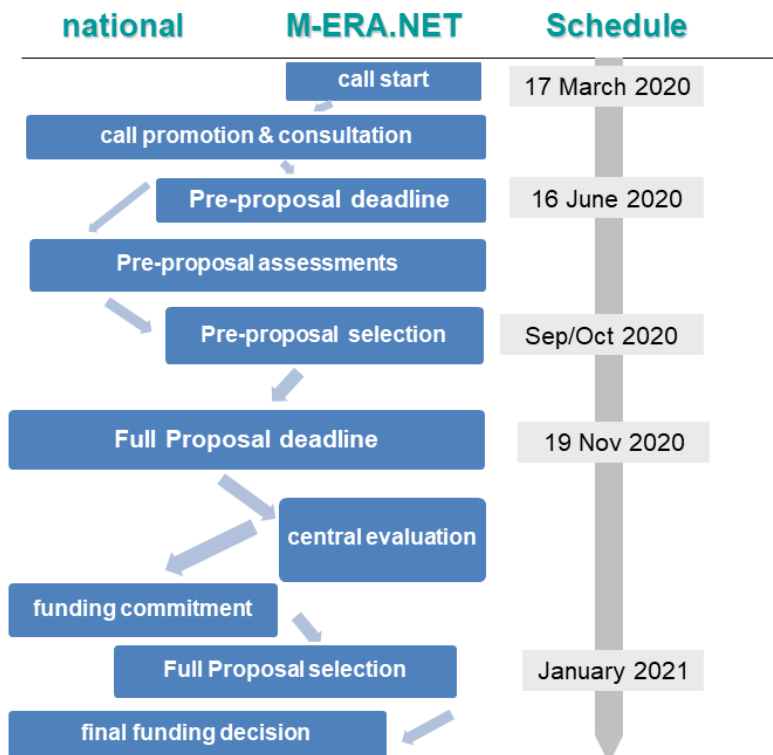 national M-ERA.NET Schedule
call start 17 March 2020
call promotion & consultation
Pre-proposal deadline 16 June 2020
Pre-proposal assessments
Pre-proposal selection Sep/Oct 2020
Full Proposal deadline 19 Nov 2020
central evaluation
funding commitment
Full Proposal selection January 2021
final funding decision